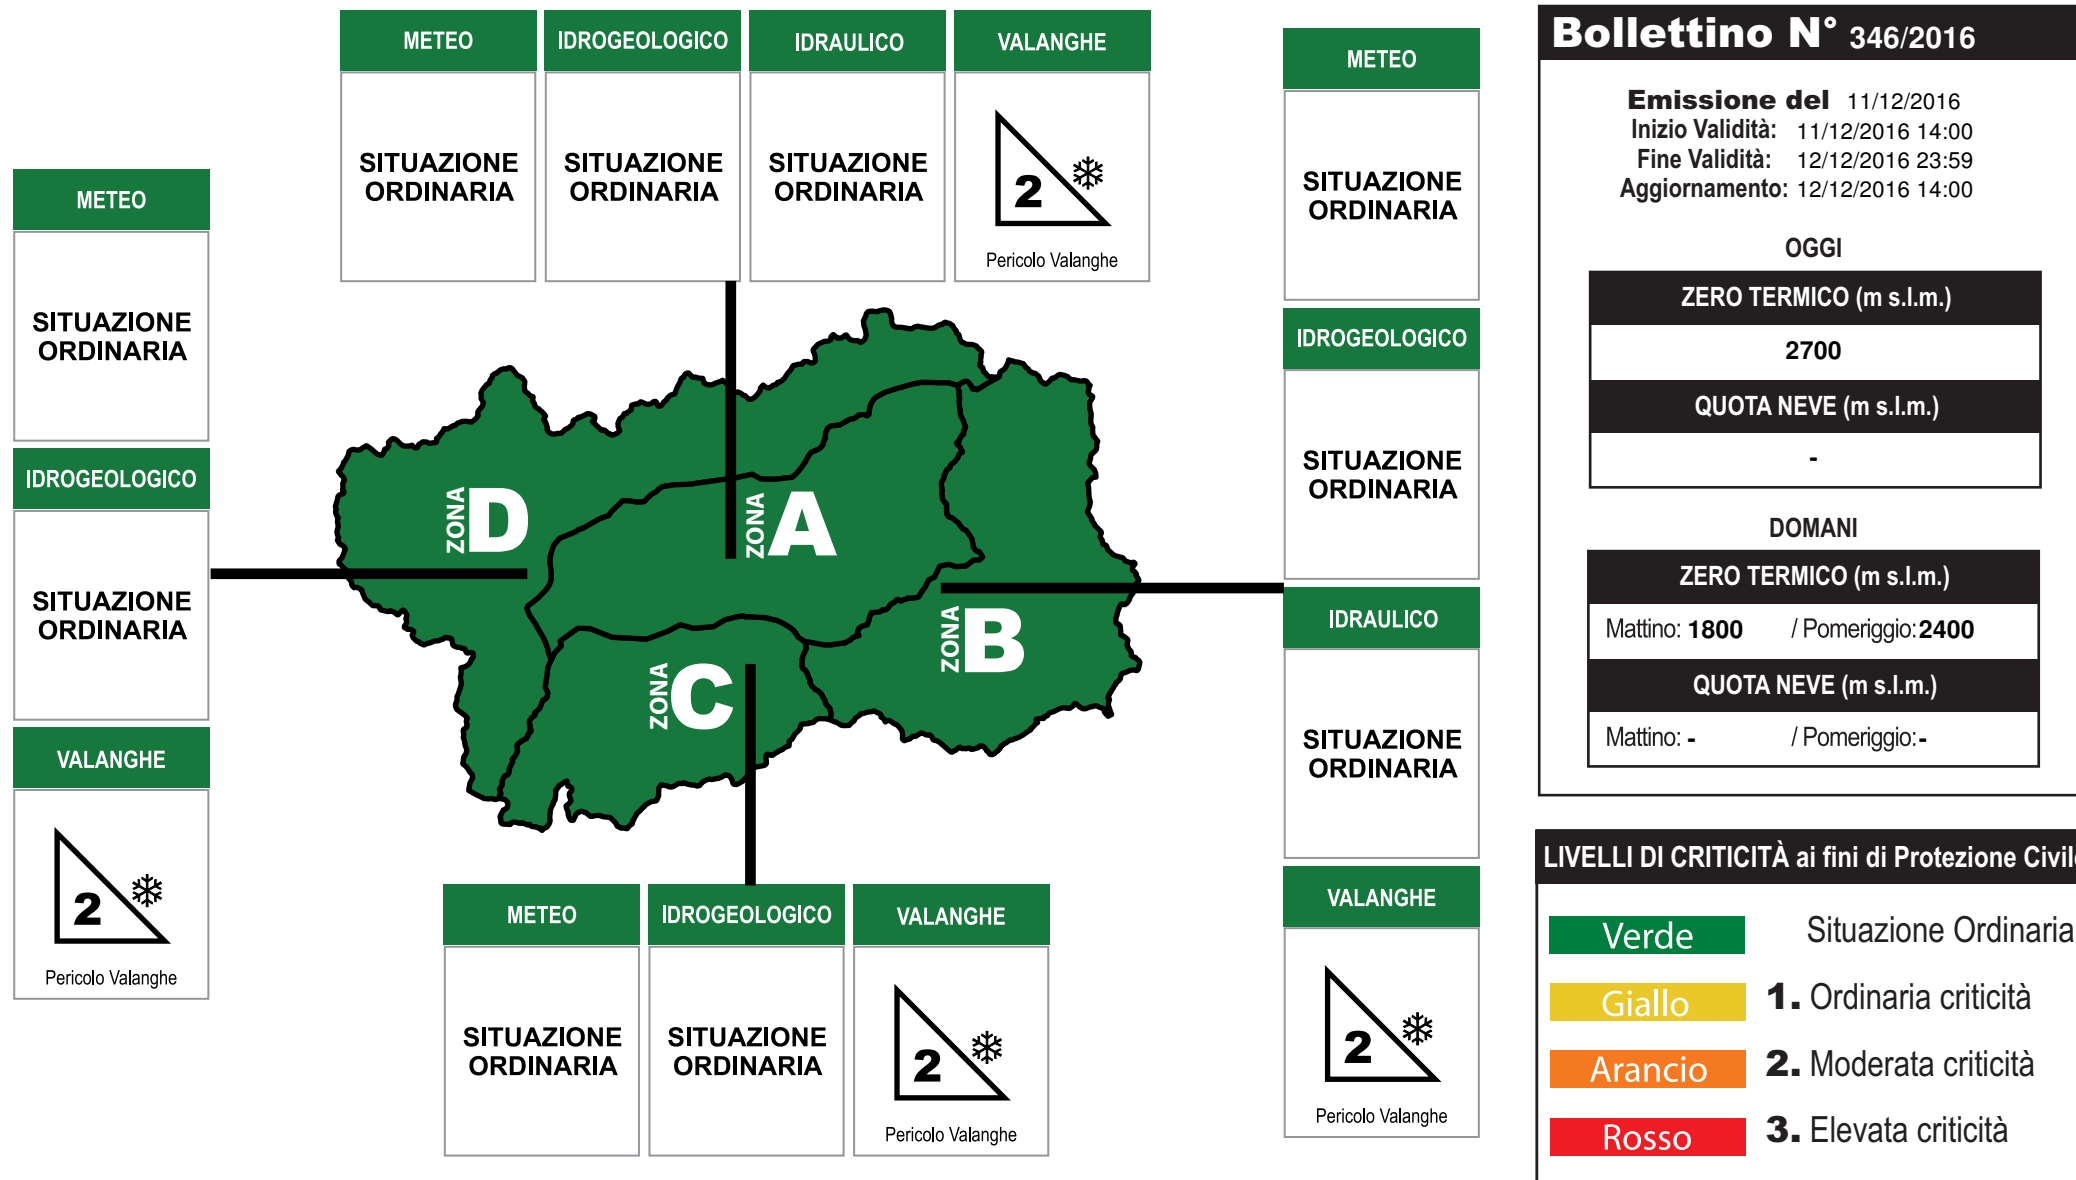 METEO
IDROGEOLOGICO
IDRAULICO
VALANGHE
SITUAZIONE
ORDINARIA
SITUAZIONE
ORDINARIA
SITUAZIONE
ORDINARIA
2
Pericolo Valanghe
METEO
SITUAZIONE
ORDINARIA
IDROGEOLOGICO
SITUAZIONE
ORDINARIA
VALANGHE
2
Pericolo Valanghe
ZONA D
ZONA A
ZONA B
ZONA C
METEO
IDROGEOLOGICO
VALANGHE
SITUAZIONE
ORDINARIA
SITUAZIONE
ORDINARIA
2
Pericolo Valanghe
METEO
SITUAZIONE
ORDINARIA
IDROGEOLOGICO
SITUAZIONE
ORDINARIA
IDRAULICO
SITUAZIONE
ORDINARIA
VALANGHE
2
Pericolo Valanghe
Bollettino N° 346/2016
Emissione del 11/12/2016
Inizio Validità: 11/12/2016 14:00
Fine Validità: 12/12/2016 23:59
Aggiornamento: 12/12/2016 14:00
OGGI
ZERO TERMICO (m s.l.m.)
2700
QUOTA NEVE (m s.l.m.)
-
DOMANI
ZERO TERMICO (m s.l.m.)
Mattino: 1800 / Pomeriggio: 2400
QUOTA NEVE (m s.l.m.)
Mattino: - / Pomeriggio: -
LIVELLI DI CRITICITÀ ai fini di Protezione Civile
Verde Situazione Ordinaria
Giallo 1. Ordinaria criticità
Arancio 2. Moderata criticità
Rosso 3. Elevata criticità